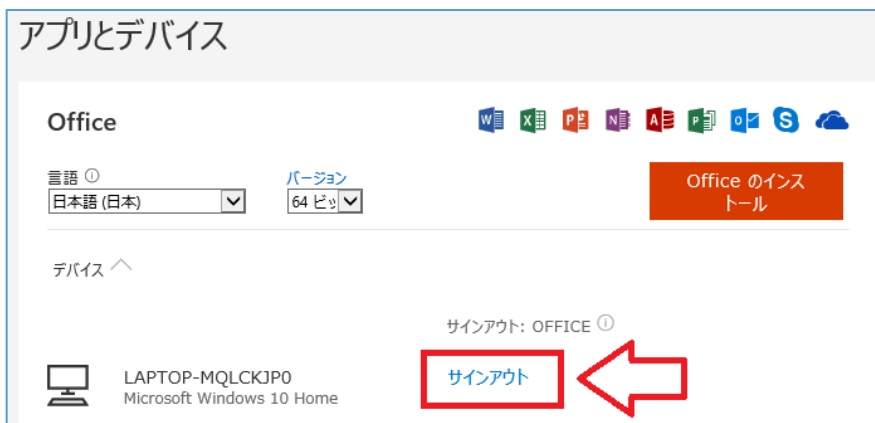 アプリとデバイス
Office
言語
バージョン
日本語 (日本)
64 ビッ
Office のインス
トール
デバイス
サインアウト: OFFICE
LAPTOP-MQLCKJP0
サインアウト
Microsoft Windows 10 Home